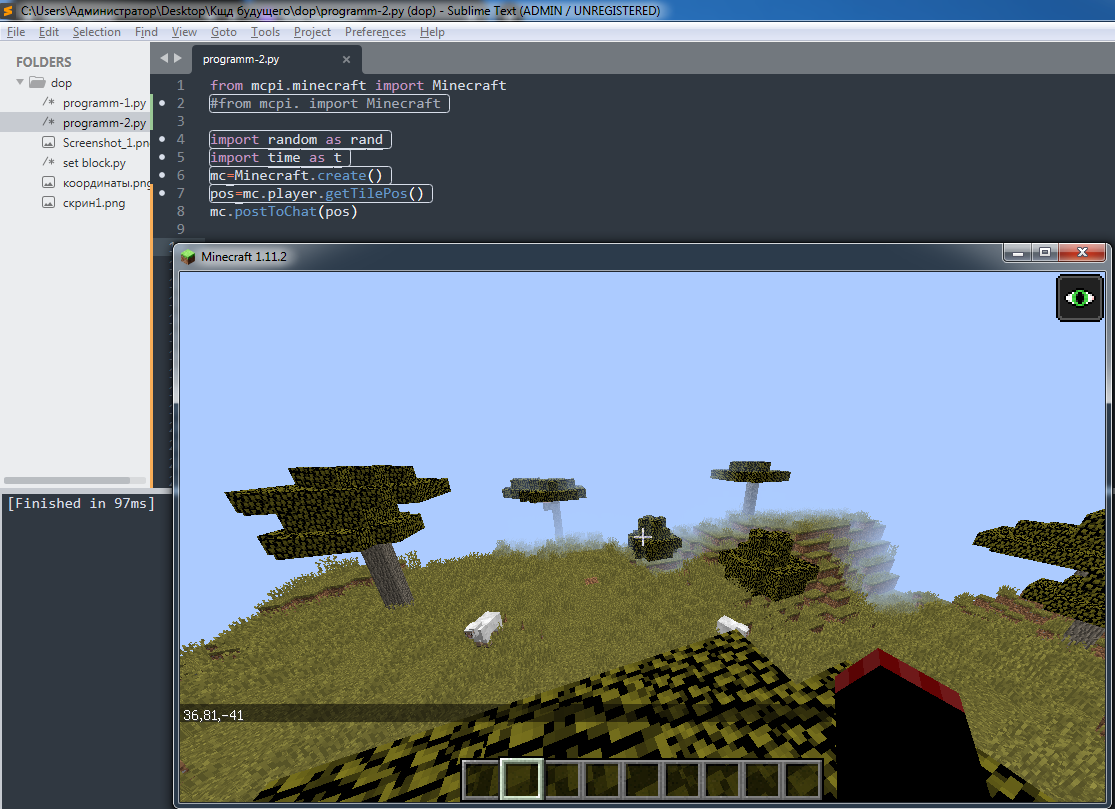 C:\Users\Администратор\Desktop\Кщд будущего\dop\programm-2.py (dop) - Sublime Text (ADMIN / UNREGISTERED)
File Edit Selection Find View Goto Tools Project Preferences Help
FOLDERS
dop
/* programm-1.py
/* programm-2.py
Screenshot_1.pn
/* set block.py
координаты.png
скрин1.png
programm-2.py
1 from mcpi.minecraft import Minecraft
2 #from mcpi. import Minecraft
3
4 import random as rand
5 import time as t
6 mc=Minecraft.create()
7 pos=mc.player.getTilePos()
8 mc.postToChat(pos)
9
[Finished in 97ms]
Minecraft 1.11.2
36,81,-41